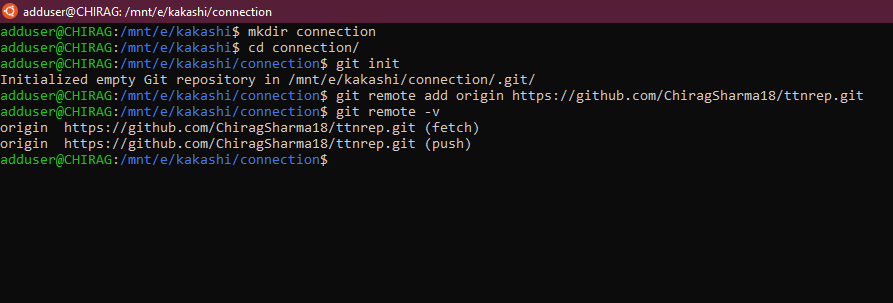 adduser@CHIRAG: /mnt/e/kakashi/connection
adduser@CHIRAG:/mnt/e/kakashi$ mkdir connection
adduser@CHIRAG:/mnt/e/kakashi$ cd connection/
adduser@CHIRAG:/mnt/e/kakashi/connection$ git init
Initialized empty Git repository in /mnt/e/kakashi/connection/.git/
adduser@CHIRAG:/mnt/e/kakashi/connection$ git remote add origin https://github.com/ChiragSharma18/ttnrep.git
adduser@CHIRAG:/mnt/e/kakashi/connection$ git remote -v
origin  https://github.com/ChiragSharma18/ttnrep.git (fetch)
origin  https://github.com/ChiragSharma18/ttnrep.git (push)
adduser@CHIRAG:/mnt/e/kakashi/connection$